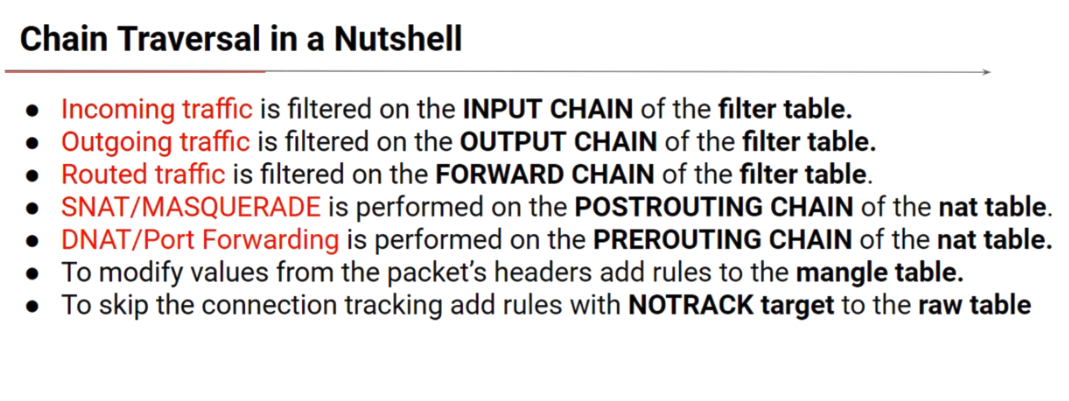 Chain Traversal in a Nutshell
● Incoming traffic is filtered on the INPUT CHAIN of the filter table.
● Outgoing traffic is filtered on the OUTPUT CHAIN of the filter table.
● Routed traffic is filtered on the FORWARD CHAIN of the filter table.
● SNAT/MASQUERADE is performed on the POSTROUTING CHAIN of the nat table.
● DNAT/Port Forwarding is performed on the PREROUTING CHAIN of the nat table.
● To modify values from the packet’s headers add rules to the mangle table.
● To skip the connection tracking add rules with NOTRACK target to the raw table